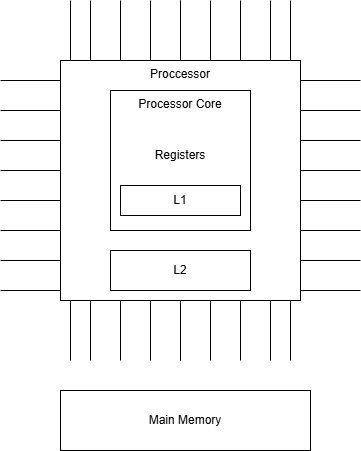 Proccessor
Processor Core
Registers
L1
L2
Main Memory